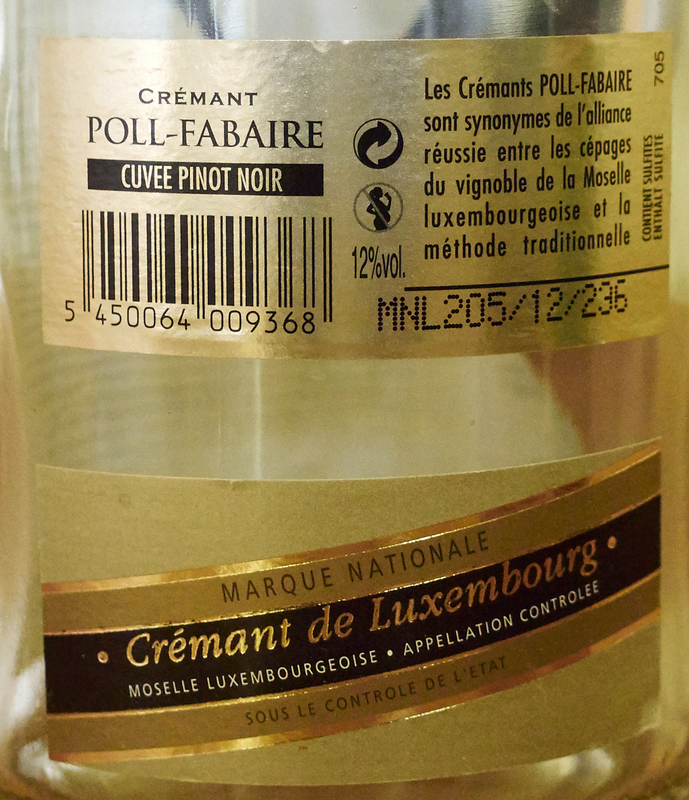 CRÉMANT
POLL-FABAIRE
CUVEE PINOT NOIR
5 450064 009368
12%vol.
Les Crémants POLL-FABAIRE
sont synonymes de l'alliance
réussie entre les cépages
du vignoble de la Moselle
luxembourgeoise et la
méthode traditionnelle
MNL205/12/236
705
CONTIENT SULFITES
ENTHÄLT SULFITE
MARQUE NATIONALE
• Crémant de Luxembourg •
MOSELLE LUXEMBOURGEOISE • APPELLATION CONTROLEE
SOUS LE CONTROLE DE L'ETAT